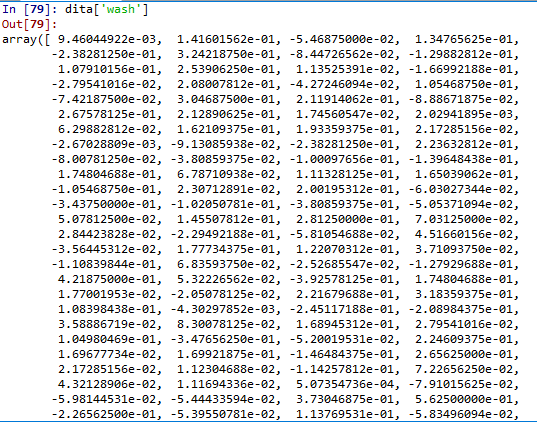 In [79]: dita['wash']
Out[79]:
array([ 9.46044922e-03, 1.41601562e-01, -5.46875000e-02, 1.34765625e-01,
-2.38281250e-01, 3.24218750e-01, -8.44726562e-02, -1.29882812e-01,
1.07910156e-01, 2.53906250e-01, 1.13525391e-02, -1.66992188e-01,
-2.79541016e-02, 2.08007812e-01, -4.27246094e-02, 1.05468750e-01,
-7.42187500e-02, 3.04687500e-01, 2.11914062e-01, -8.88671875e-02,
2.67578125e-01, 2.12890625e-01, 1.74560547e-02, 2.02941895e-03,
6.29882812e-02, 1.62109375e-01, 1.93359375e-01, 2.17285156e-02,
-2.67028809e-03, -9.13085938e-02, -2.38281250e-01, 2.23632812e-01,
-8.00781250e-02, -3.80859375e-02, -1.00097656e-01, -1.39648438e-01,
1.74804688e-01, 6.78710938e-02, 1.11328125e-01, 1.65039062e-01,
-1.05468750e-01, 2.30712891e-02, 2.00195312e-01, -6.03027344e-02,
-3.43750000e-01, -1.02050781e-01, -3.80859375e-01, -5.05371094e-02,
5.07812500e-02, 1.45507812e-01, 2.81250000e-01, 7.03125000e-02,
2.84423828e-02, -2.29492188e-01, -5.81054688e-02, 4.51660156e-02,
-3.56445312e-02, 1.77734375e-01, 1.22070312e-01, 3.71093750e-02,
-1.10839844e-01, 6.83593750e-02, -2.52685547e-02, -1.27929688e-01,
4.21875000e-01, 5.32226562e-02, -3.92578125e-01, 1.74804688e-01,
1.77001953e-02, -2.05078125e-02, 2.21679688e-01, 3.18359375e-01,
1.08398438e-01, -4.30297852e-03, -2.45117188e-01, -2.08984375e-01,
3.58886719e-02, 8.30078125e-02, 1.68945312e-01, 2.79541016e-02,
1.04980469e-01, -3.47656250e-01, -5.20019531e-02, 2.24609375e-01,
1.69677734e-02, 1.69921875e-01, -1.46484375e-01, 2.65625000e-01,
2.17285156e-02, 1.12304688e-02, -1.14257812e-01, 7.22656250e-02,
4.32128906e-02, 1.11694336e-02, 5.07354736e-04, -7.91015625e-02,
-5.98144531e-02, -5.44433594e-02, 3.73046875e-01, 5.62500000e-01,
-2.26562500e-01, -5.39550781e-02, 1.13769531e-01, -5.83496094e-02,